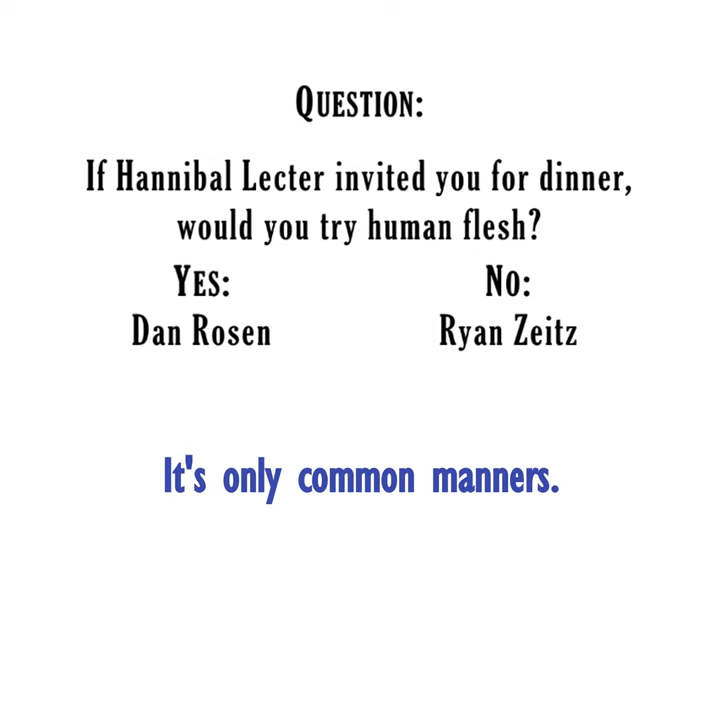 QUESTION:
If Hannibal Lecter invited you for dinner,
would you try human flesh?
YES: NO:
Dan Rosen Ryan Zeitz
It's only common manners.